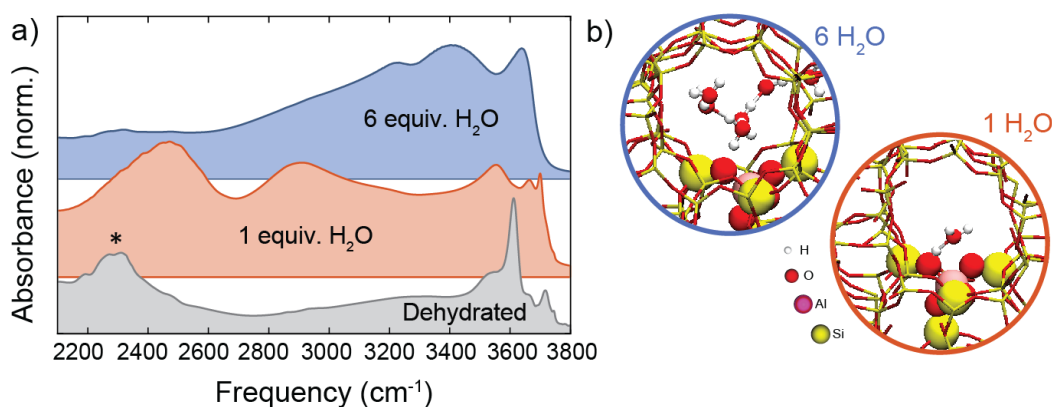 a)
Absorbance (norm.)
6 equiv. H₂O
1 equiv. H₂O
*
Dehydrated
2200 2400 2600 2800 3000 3200 3400 3600 3800
Frequency (cm⁻¹)
b)
6 H₂O
1 H₂O
H
O
Al
Si